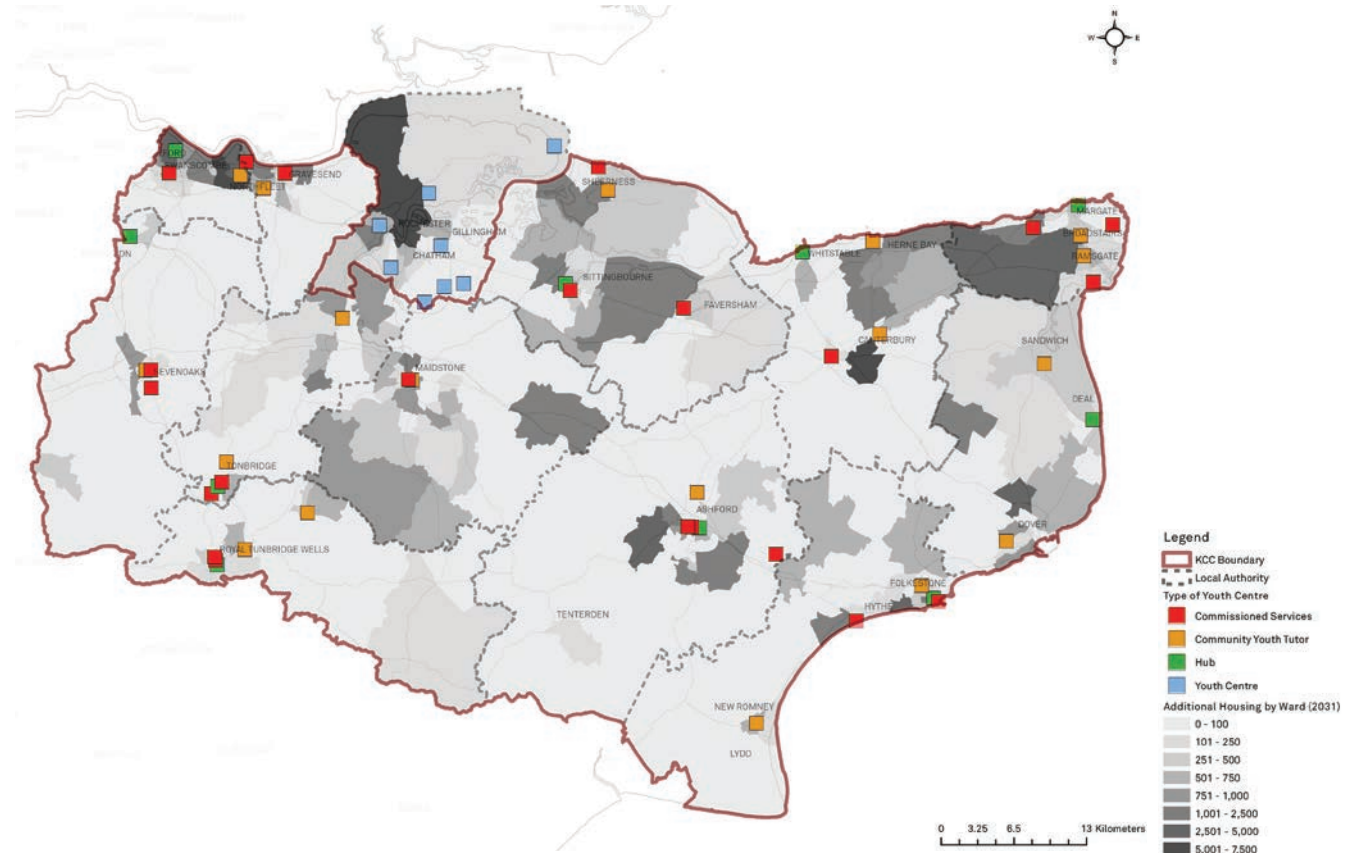 N
W
E
S
SHEERNESS
GRAVESEND
NORTHFLEET
MARGATE
BROADSTAIRS
RAMSGATE
ROCHESTER
GILLINGHAM
CHATHAM
HERNE BAY
WHITSTABLE
SITTINGBOURNE
FAVERSHAM
CANTERBURY
SANDWICH
SEVENOAKS
MAIDSTONE
DEAL
TONBRIDGE
ASHFORD
DOVER
ROYAL TUNBRIDGE WELLS
FOLKESTONE
HYTHE
TENTERDEN
NEW ROMNEY
LYDD
Legend
KCC Boundary
Local Authority
Type of Youth Centre
Commissioned Services
Community Youth Tutor
Hub
Youth Centre
Additional Housing by Ward (2031)
0 - 100
101 - 250
251 - 500
501 - 750
751 - 1,000
1,001 - 2,500
2,501 - 5,000
5,001 - 7,500
0 3.25 6.5 13 Kilometers